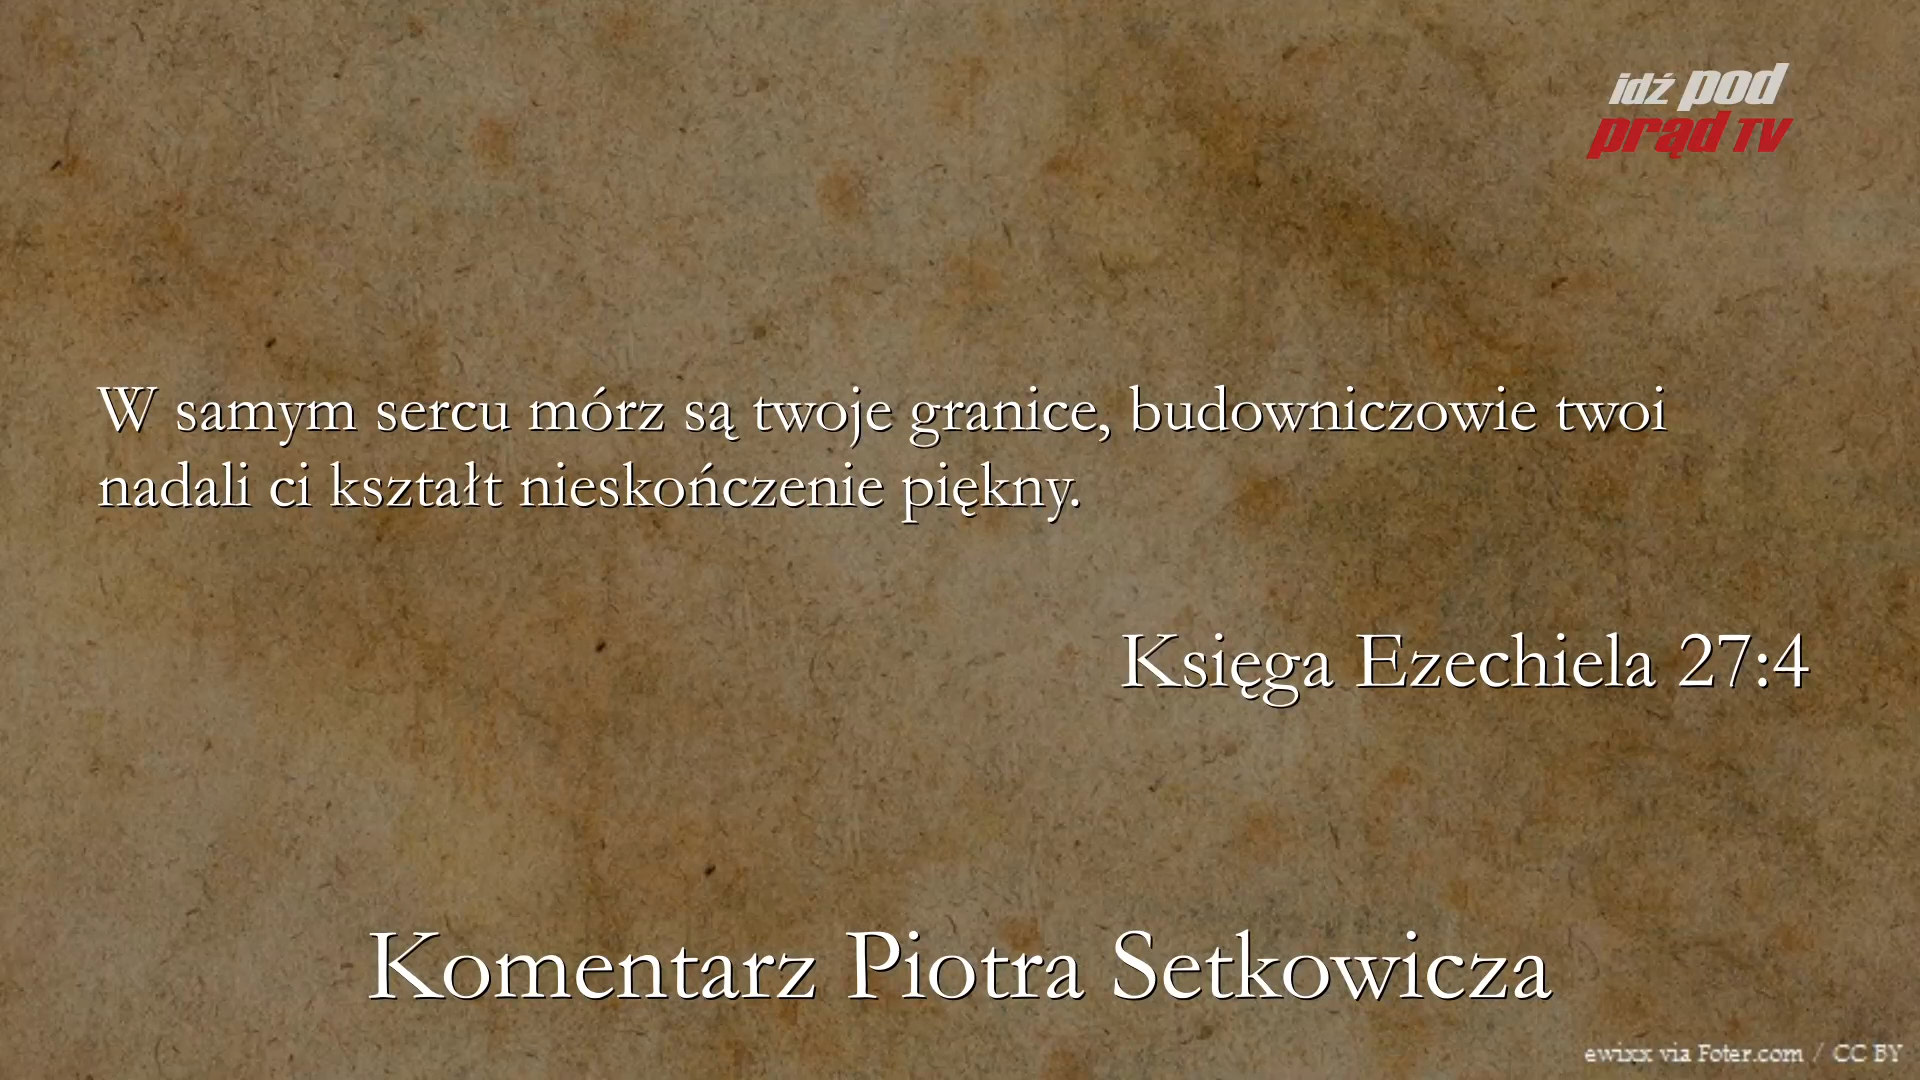 idź pod
prąd TV
W samym sercu mórz są twoje granice, budowniczowie twoi
nadali ci kształt nieskończenie piękny.
Księga Ezechiela 27:4
Komentarz Piotra Setkowicza
ewixx via Foter.com / CC BY